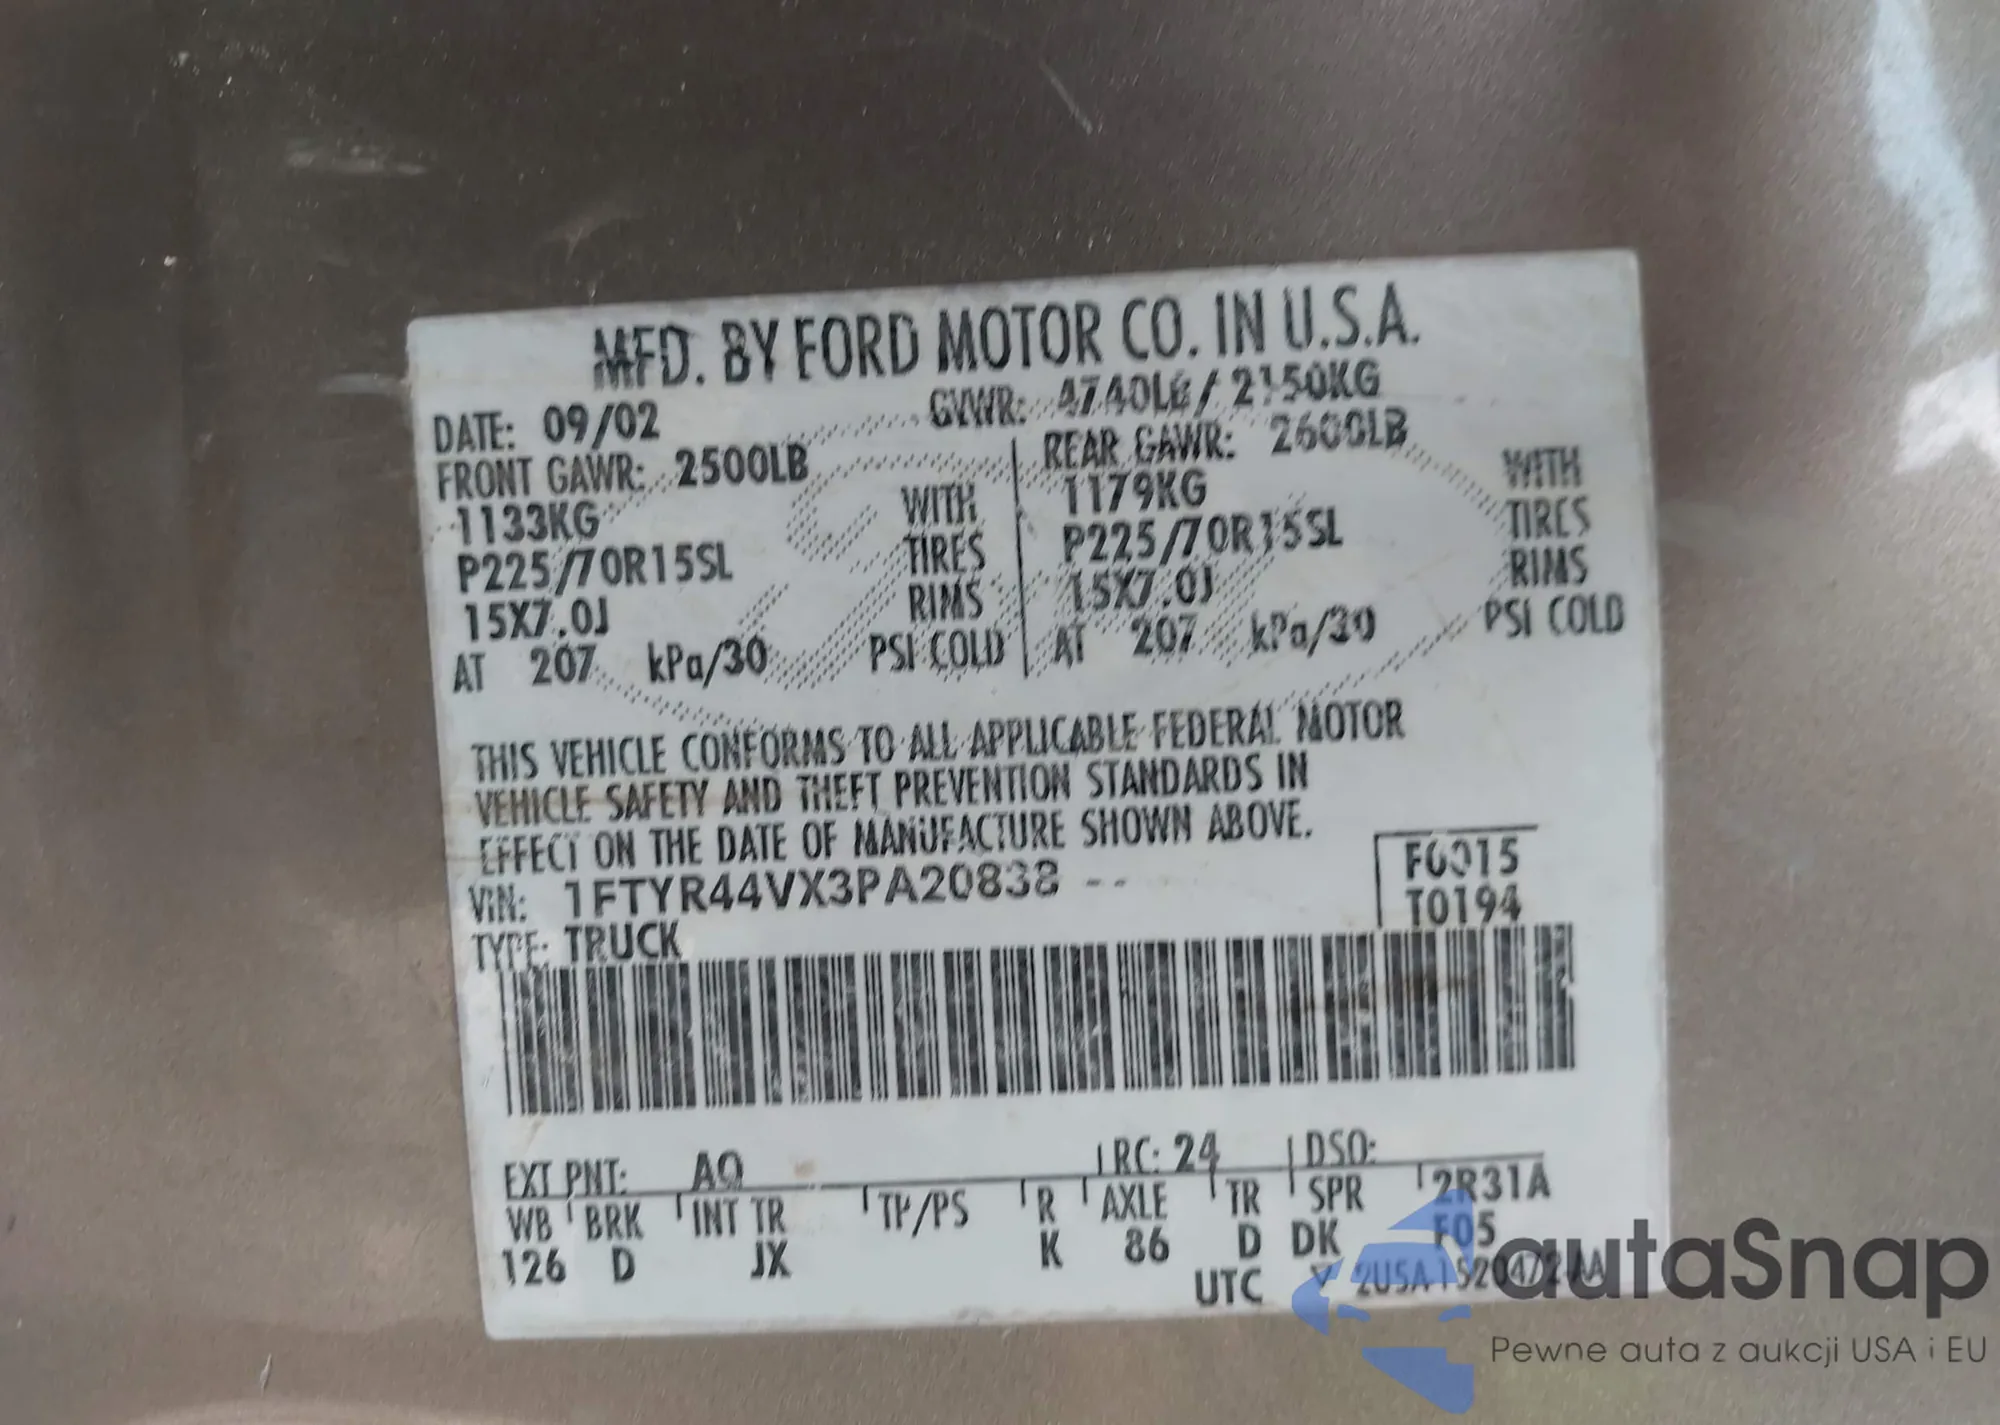 MFD. BY FORD MOTOR CO. IN U.S.A.
DATE: 09/02 GVWR: 4740LB / 2150KG
FRONT GAWR: 2500LB REAR GAWR: 2600LB
1133KG WITH 1179KG WITH
P225/70R15SL TIRES P225/70R15SL TIRES
15X7.0J RIMS 15X7.0J RIMS
AT 207 kPa/30 PSI COLD AT 207 kPa/30 PSI COLD
THIS VEHICLE CONFORMS TO ALL APPLICABLE FEDERAL MOTOR
VEHICLE SAFETY AND THEFT PREVENTION STANDARDS IN
EFFECT ON THE DATE OF MANUFACTURE SHOWN ABOVE.
VIN: 1FTYR44VX3PA20838 --
F0015
TYPE: TRUCK
T0194
EXT PNT: AQ RC: 24 DSO:
WB BRK INT TR TP/PS R AXLE TR SPR 2R31A
126 D JX K 86 D DK F05
UTC
autaSnap
Pewne auta z aukcji USA i EU